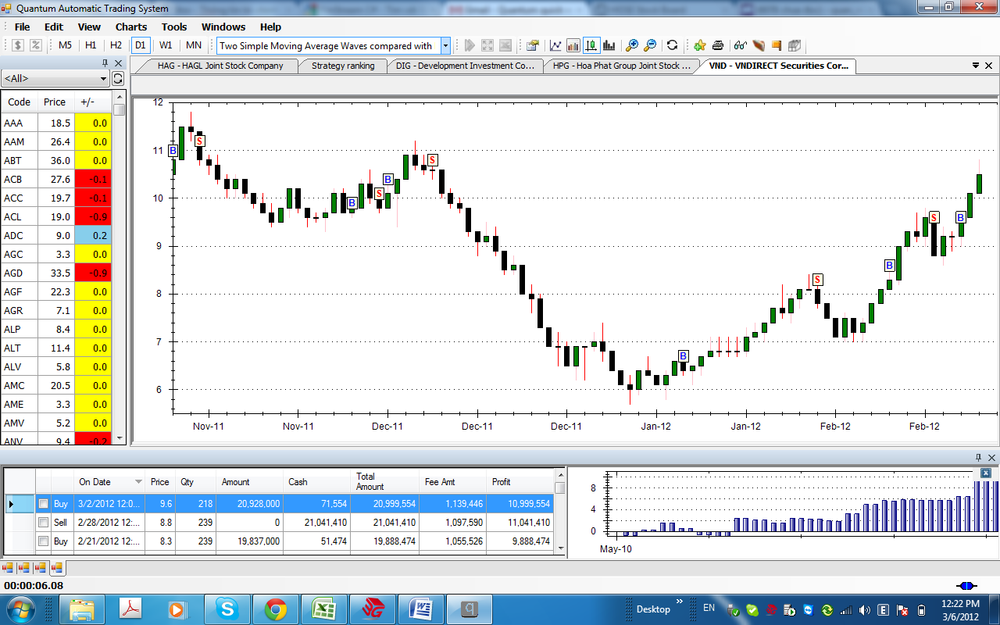 Quantum Automatic Trading System
File Edit View Charts Tools Windows Help
$ % M5 H1 H2 D1 W1 MN Two Simple Moving Average Waves compared with
<All>
HAG - HAGL Joint Stock Company
Strategy ranking
DIG - Development Investment Co...
HPG - Hoa Phat Group Joint Stock ...
VND - VNDIRECT Securities Cor...
Code Price +/-
AAA 18.5 0.0
AAM 26.4 0.0
ABT 36.0 0.0
ACB 27.6 -0.1
ACC 19.7 -0.1
ACL 19.0 -0.9
ADC 9.0 0.2
AGC 3.3 0.0
AGD 33.5 -0.9
AGF 22.3 0.0
AGR 7.1 0.0
ALP 8.4 0.0
ALT 11.4 0.0
ALV 5.8 0.0
AMC 20.5 0.0
AME 3.3 0.0
AMV 5.2 0.0
ANV 9.4 -0.2
12
11
10
9
8
7
6
B S B S B S B S B S B
Nov-11 Nov-11 Dec-11 Dec-11 Dec-11 Jan-12 Jan-12 Feb-12 Feb-12
On Date Price Qty Amount Cash Total Amount Fee Amt Profit
Buy 3/2/2012 12:0... 9.6 218 20,928,000 71,554 20,999,554 1,139,446 10,999,554
Sell 2/28/2012 12:... 8.8 239 0 21,041,410 21,041,410 1,097,590 11,041,410
Buy 2/21/2012 12:... 8.3 239 19,837,000 51,474 19,888,474 1,055,526 9,888,474
8
4
0
May-10
00:00:06.08
Desktop
EN
12:22 PM
3/6/2012